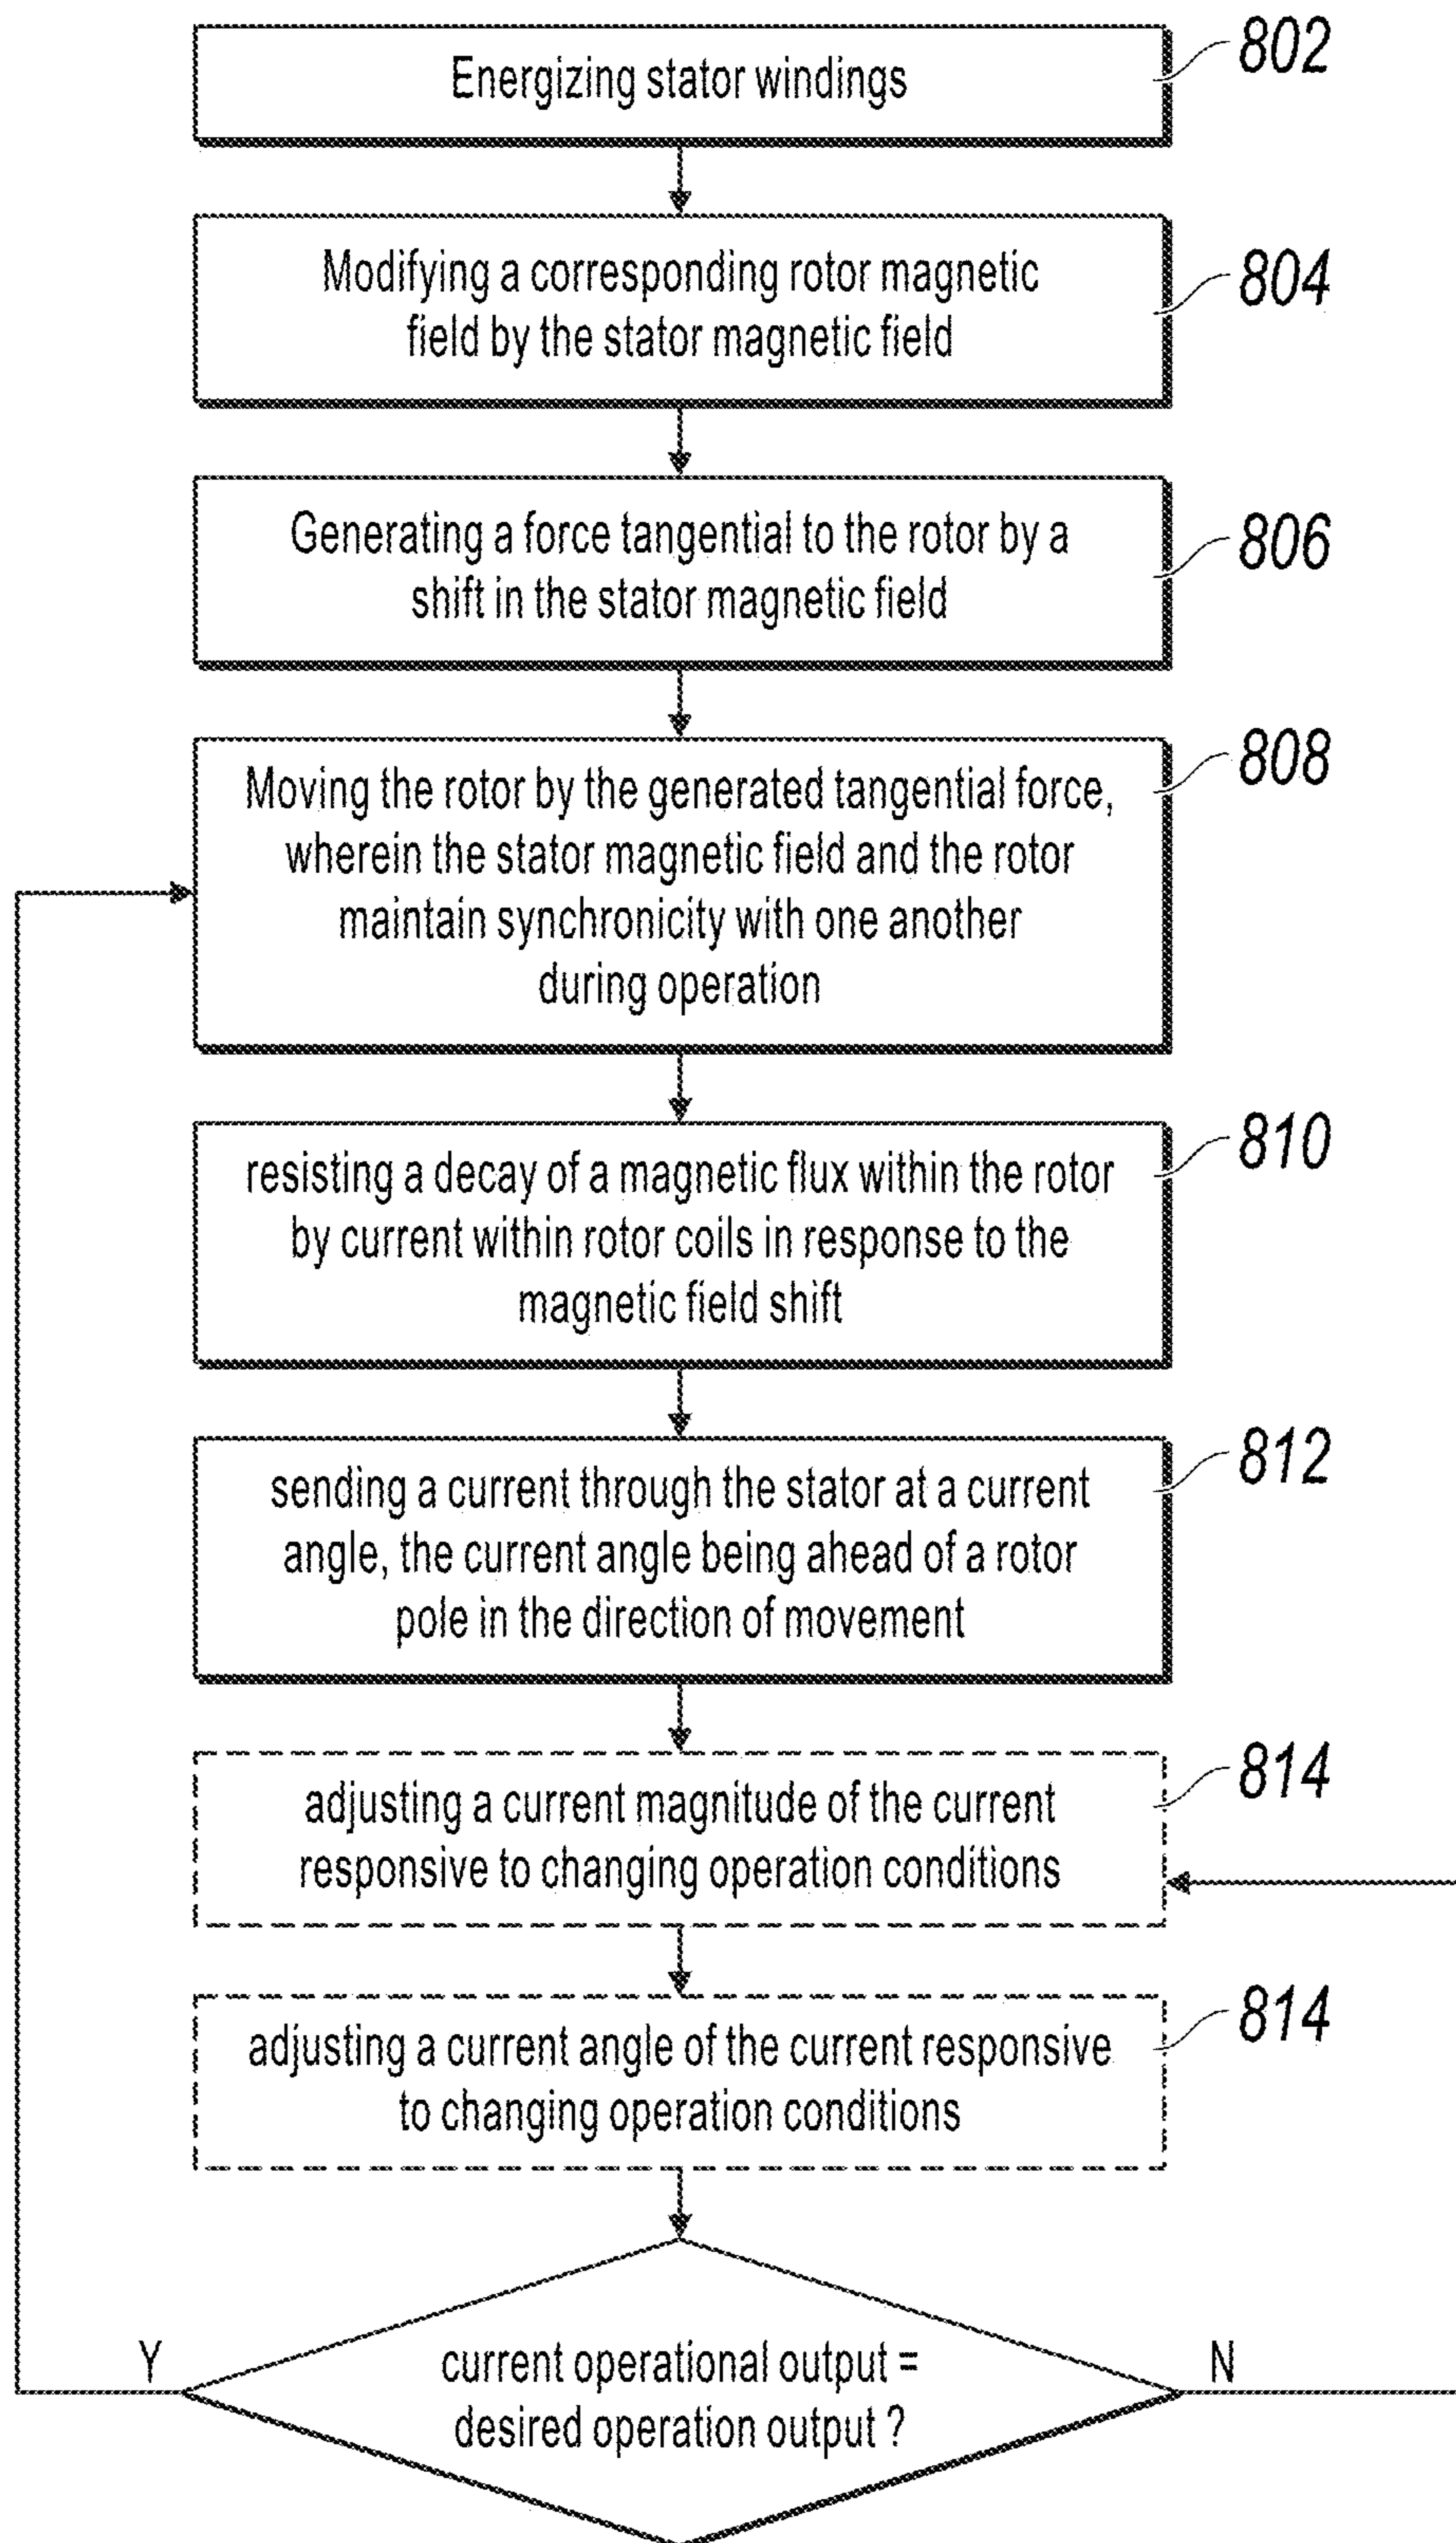 Energizing stator windings
802
Modifying a corresponding rotor magnetic
field by the stator magnetic field
804
Generating a force tangential to the rotor by a
shift in the stator magnetic field
806
Moving the rotor by the generated tangential force,
wherein the stator magnetic field and the rotor
maintain synchronicity with one another
during operation
808
resisting a decay of a magnetic flux within the rotor
by current within rotor coils in response to the
magnetic field shift
810
sending a current through the stator at a current
angle, the current angle being ahead of a rotor
pole in the direction of movement
812
adjusting a current magnitude of the current
responsive to changing operation conditions
814
adjusting a current angle of the current responsive
to changing operation conditions
814
Y
current operational output =
desired operation output ?
N